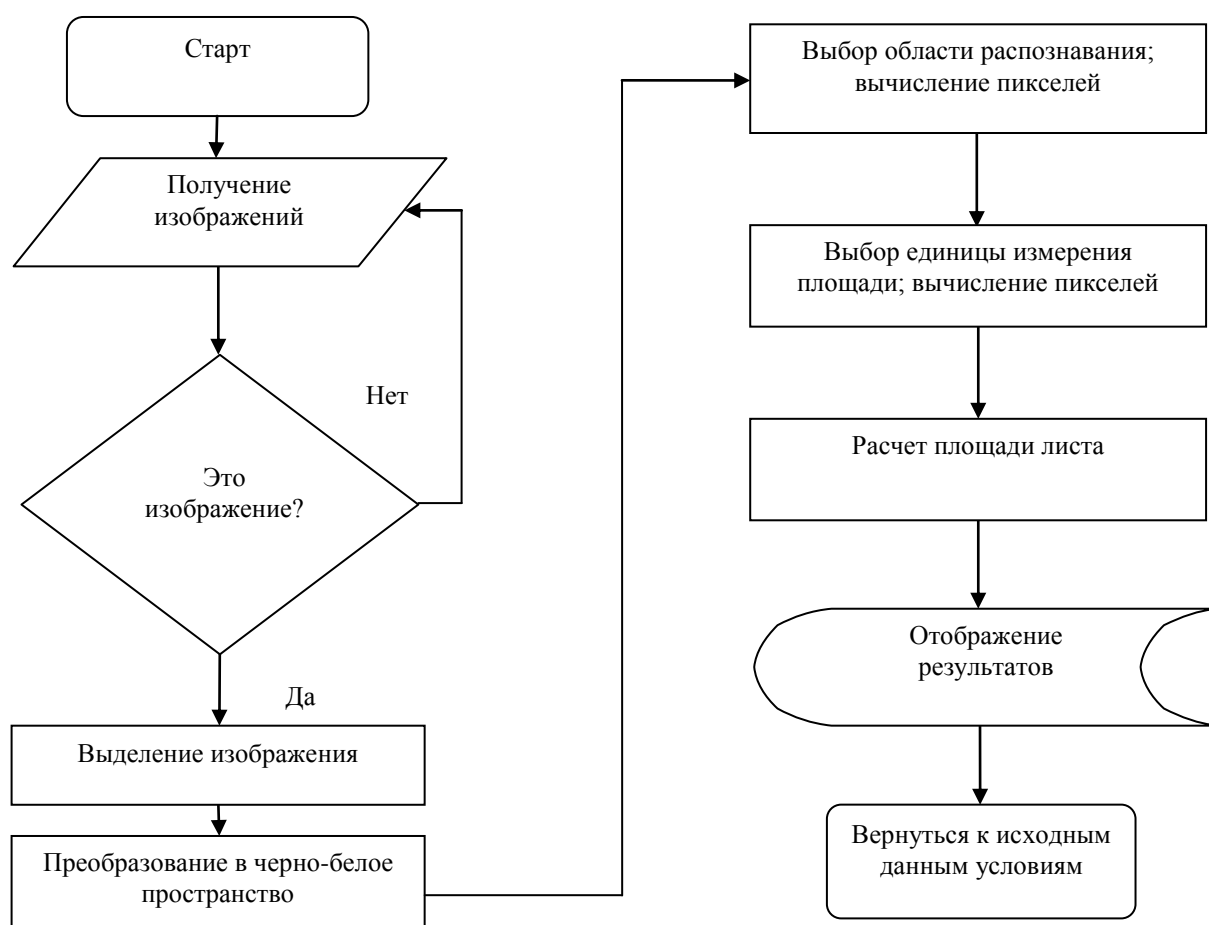 Старт
Получение
изображений
Нет
Это
изображение?
Да
Выделение изображения
Преобразование в черно-белое
пространство
Выбор области распознавания;
вычисление пикселей
Выбор единицы измерения
площади; вычисление пикселей
Расчет площади листа
Отображение
результатов
Вернуться к исходным
данным условиям